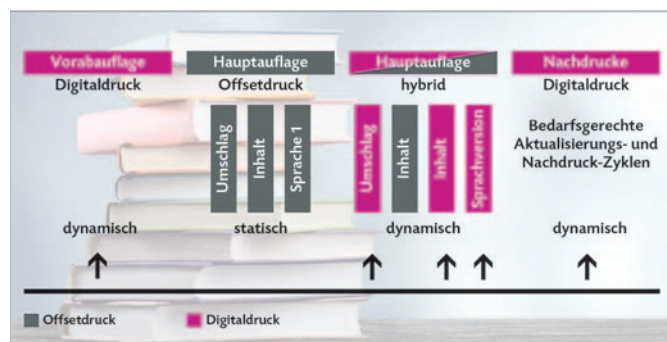 Vorabauflage
Digitaldruck
Hauptauflage
Offsetdruck
Hauptauflage
hybrid
Nachdrucke
Digitaldruck
Umschlag
Inhalt
Sprache 1
Umschlag
Inhalt
Inhalt
Sprachversion
Bedarfsgerechte
Aktualisierungs- und
Nachdruck-Zyklen
dynamisch
statisch
dynamisch
dynamisch
Offsetdruck
Digitaldruck